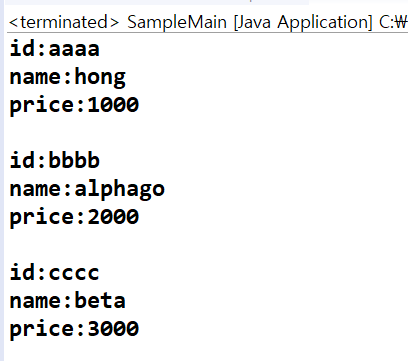 <terminated> SampleMain [Java Application] C:₩
id:aaaa
name:hong
price:1000
id:bbbb
name:alphago
price:2000
id:cccc
name:beta
price:3000